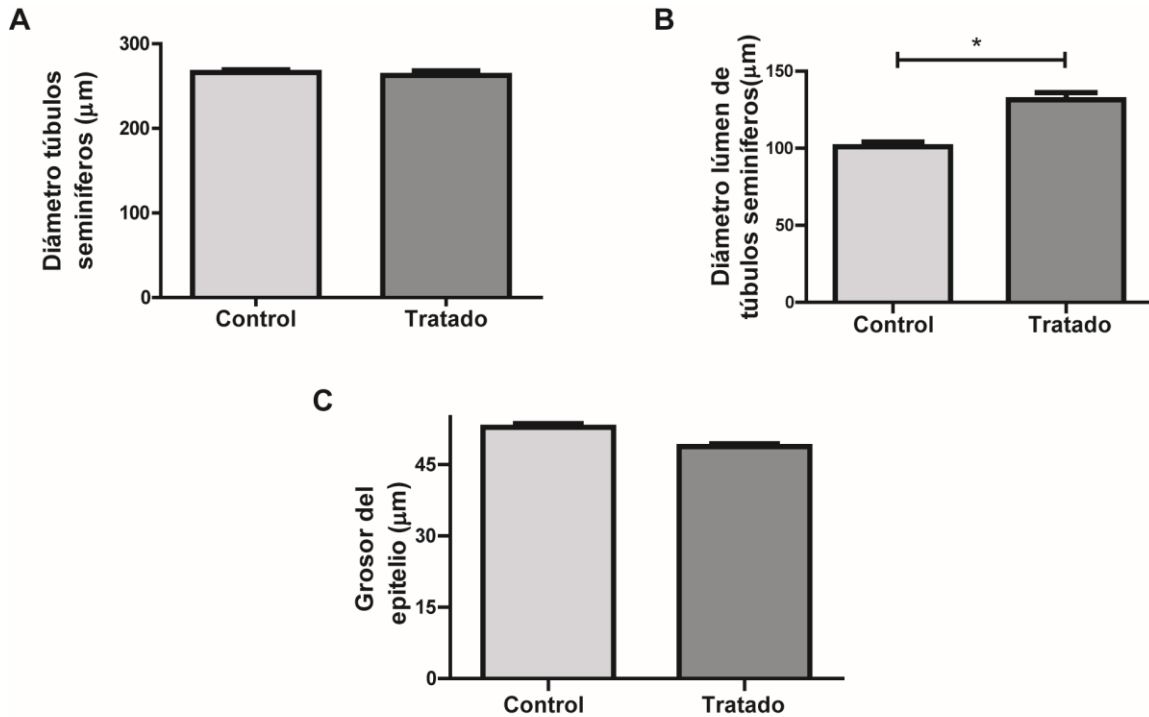 A
Diámetro túbulos
seminíferos (μm)
300
200
100
0
Control
Tratado
B
*
Diámetro lúmen de
túbulos seminíferos(μm)
150
100
50
0
Control
Tratado
C
Grosor del
epitelio (μm)
45
30
15
0
Control
Tratado